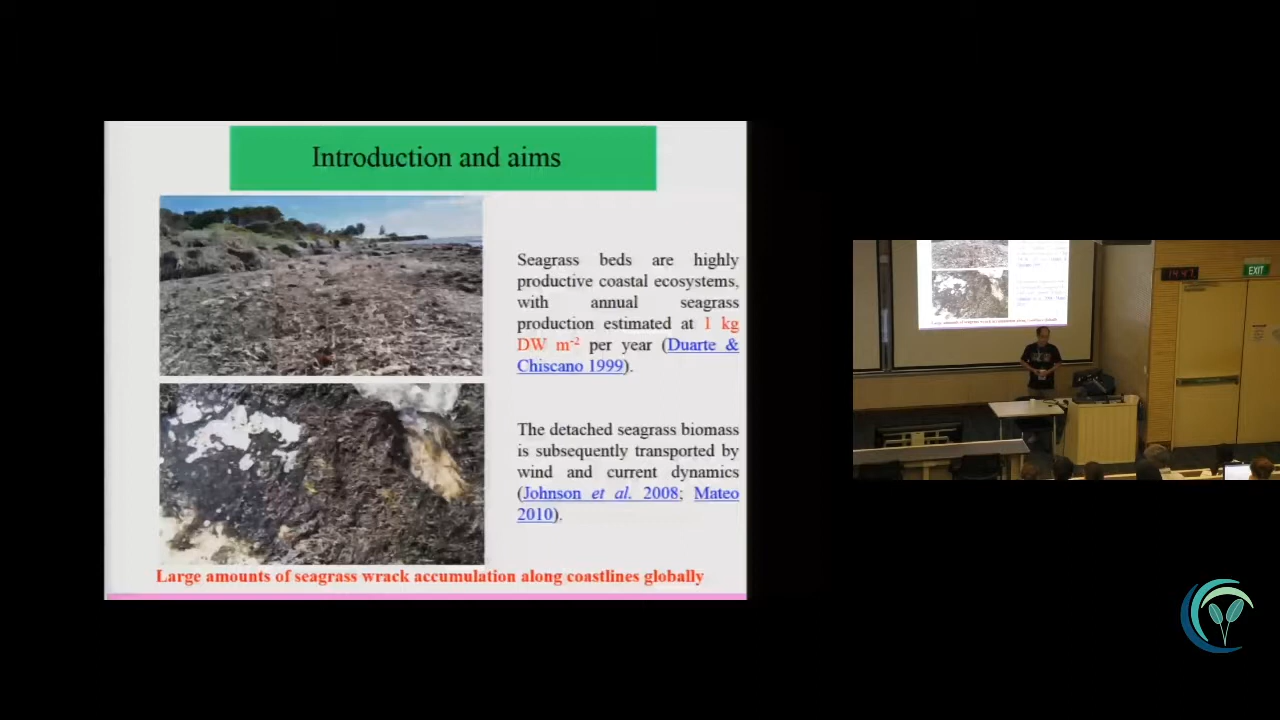 Introduction and aims
Seagrass beds are highly
productive coastal ecosystems,
with annual seagrass
production estimated at 1 kg
DW m-2 per year (Duarte &
Chiscano 1999).
The detached seagrass biomass
is subsequently transported by
wind and current dynamics
(Johnson et al. 2008; Mateo
2010).
Large amounts of seagrass wrack accumulation along coastlines globally
14:47
EXIT